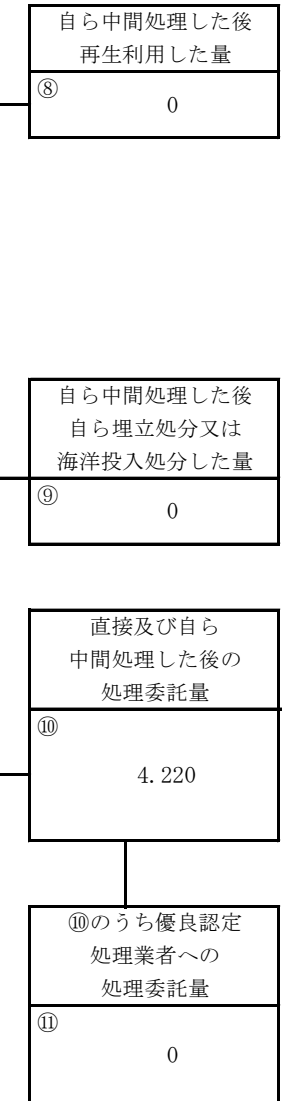 自ら中間処理した後
再生利用した量
⑧
0
自ら中間処理した後
自ら埋立処分又は
海洋投入処分した量
⑨
0
直接及び自ら
中間処理した後の
処理委託量
⑩
4.220
⑩のうち優良認定
処理業者への
処理委託量
⑪
0